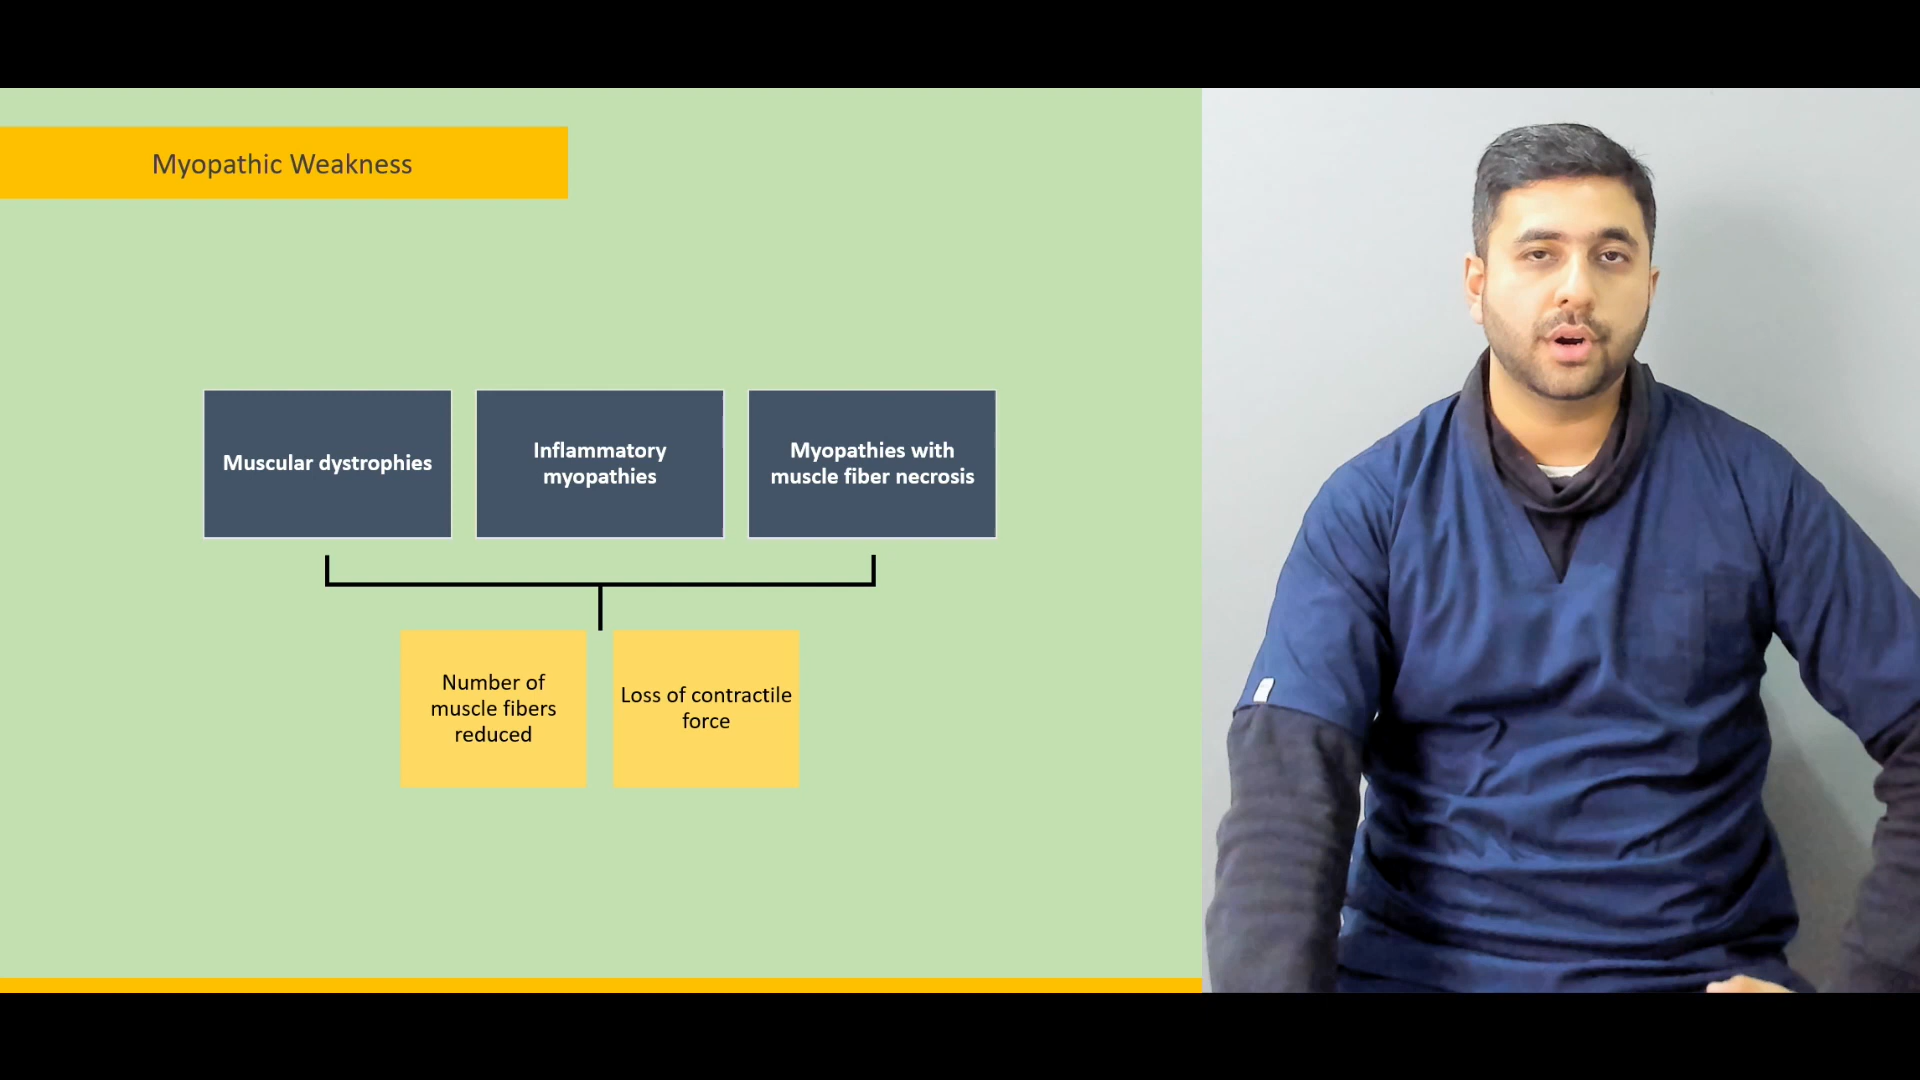 Myopathic Weakness
Muscular dystrophies
Inflammatory
myopathies
Myopathies with
muscle fiber necrosis
Number of
muscle fibers
reduced
Loss of contractile
force